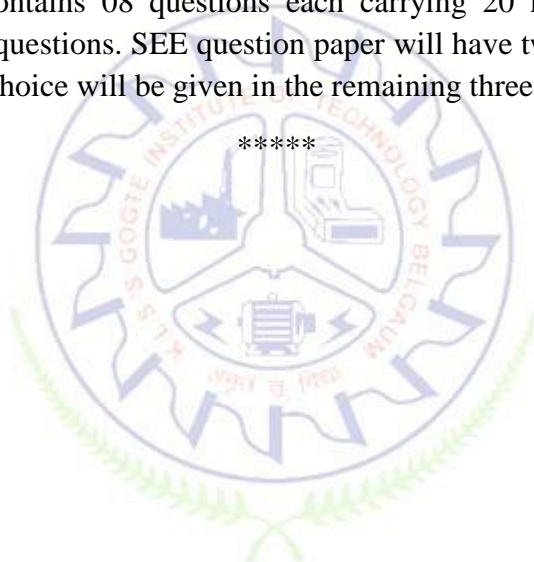 ontains 08 questions each carrying 20
questions. SEE question paper will have tw
hoice will be given in the remaining three
*****
K L S'S GOGTE INSTITUTE OF TECHNOLOGY BELGAUM